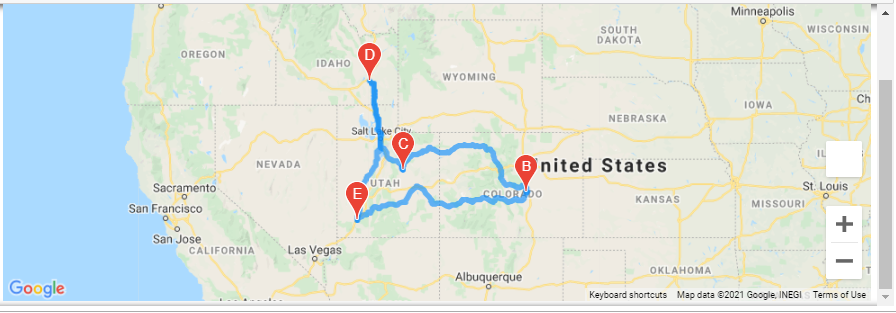 Minneapolis
OREGON
IDAHO
SOUTH
DAKOTA
WISCONSIN
D
WYOMING
IOWA
NEBRASKA
Salt Lake City
C
NEVADA
B
United States
UTAH
COLORADO
E
Sacramento
San Francisco
San Jose
KANSAS
MISSOURI
St. Louis
CALIFORNIA
Las Vegas
Albuquerque
OKLAHOMA
Google
Keyboard shortcuts
Map data ©2021 Google, INEGI
Terms of Use